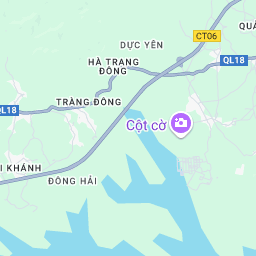 QUẢ
CT06
DỰC YÊN
HÀ TRANG
ĐÔNG
QL18
TRÀNG ĐÔNG
QL18
Cột cờ
I KHÁNH
ĐÔNG HẢI